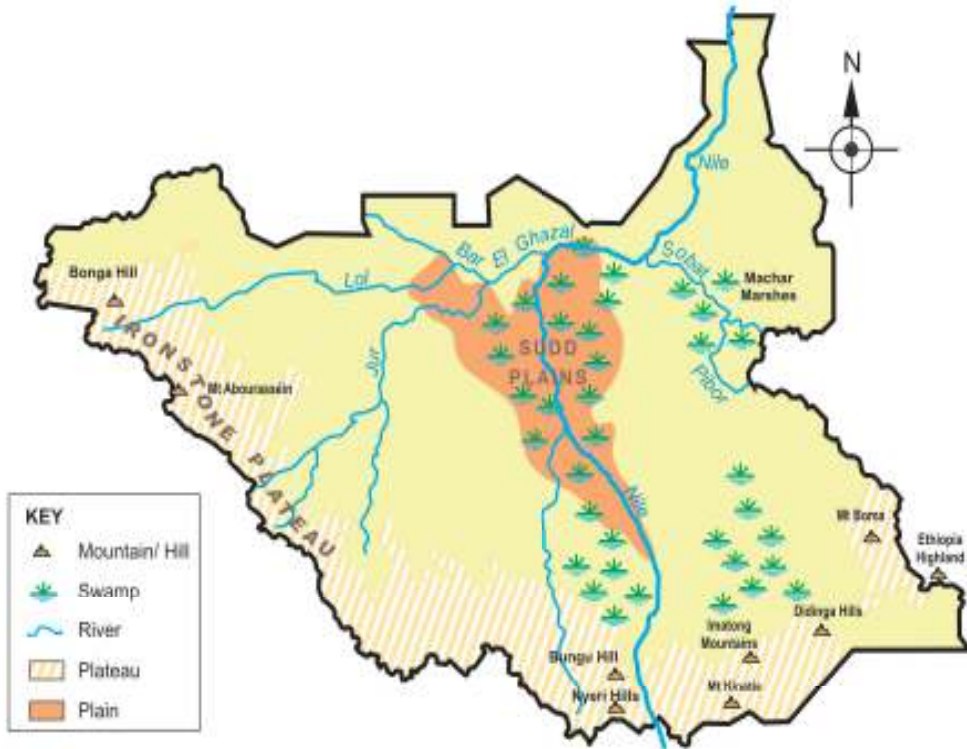 N
Nile
Bar El Ghazal
Sobat
Machar
Marshes
Bonga Hill
Lol
IRONSTONE PLATEAU
SUDD
PLAINS
Jur
Pibor
Mt Abourasséin
Nile
Mt Boma
Ethiopia
Highland
KEY
Mountain/ Hill
Swamp
River
Plateau
Plain
Didinga Hills
Imatong
Mountains
Bungu Hill
Nyeri Hills
Mt Kinatie